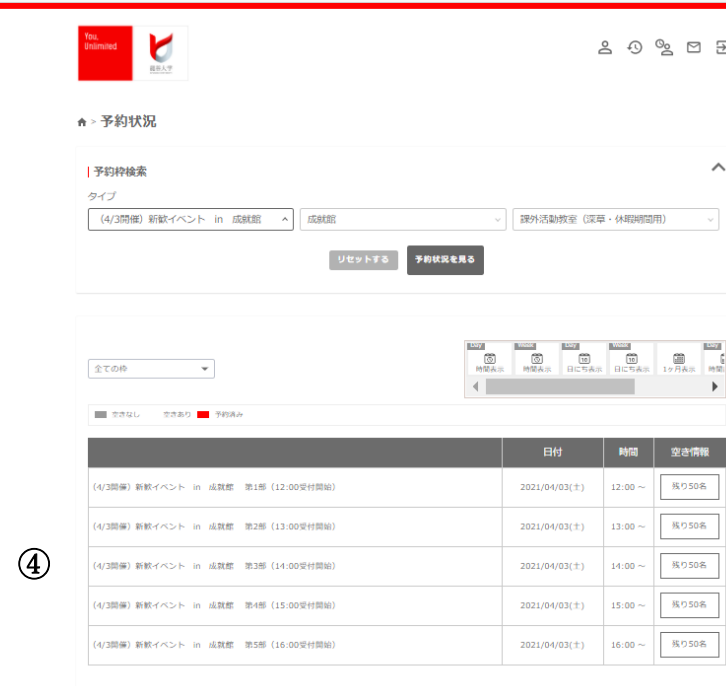 You,
Unlimited
龍谷大学
> 予約状況
予約枠検索
タイプ
(4/3開催) 新歓イベント in 成就館
成就館
課外活動教室 (深草・休暇時間用)
リセットする
予約状況を見る
全ての枠
Day
Week
Day
Week
Day
時間表示
時間表示
日にち表示
日にち表示
1ヶ月表示
時間
空きなし 空きあり 予約済み
日付 時間 空き情報
(4/3開催) 新歓イベント in 成就館 第1部 (12:00受付開始) 2021/04/03(土) 12:00 ～ 残り50名
(4/3開催) 新歓イベント in 成就館 第2部 (13:00受付開始) 2021/04/03(土) 13:00 ～ 残り50名
④
(4/3開催) 新歓イベント in 成就館 第3部 (14:00受付開始) 2021/04/03(土) 14:00 ～ 残り50名
(4/3開催) 新歓イベント in 成就館 第4部 (15:00受付開始) 2021/04/03(土) 15:00 ～ 残り50名
(4/3開催) 新歓イベント in 成就館 第5部 (16:00受付開始) 2021/04/03(土) 16:00 ～ 残り50名